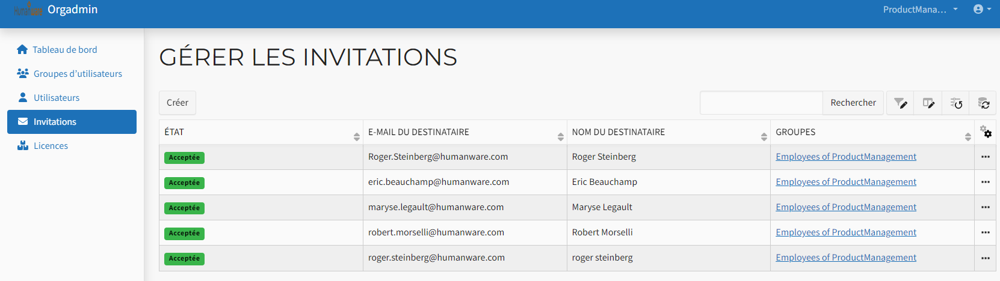 Humanware Orgadmin ProductMana...
Tableau de bord
Groupes d’utilisateurs
Utilisateurs
Invitations
Licences
GÉRER LES INVITATIONS
Créer Rechercher
ÉTAT E-MAIL DU DESTINATAIRE NOM DU DESTINATAIRE GROUPES
Acceptée Roger.Steinberg@humanware.com Roger Steinberg Employees of ProductManagement
Acceptée eric.beauchamp@humanware.com Eric Beauchamp Employees of ProductManagement
Acceptée maryse.legault@humanware.com Maryse Legault Employees of ProductManagement
Acceptée robert.morselli@humanware.com Robert Morselli Employees of ProductManagement
Acceptée roger.steinberg@humanware.com roger steinberg Employees of ProductManagement